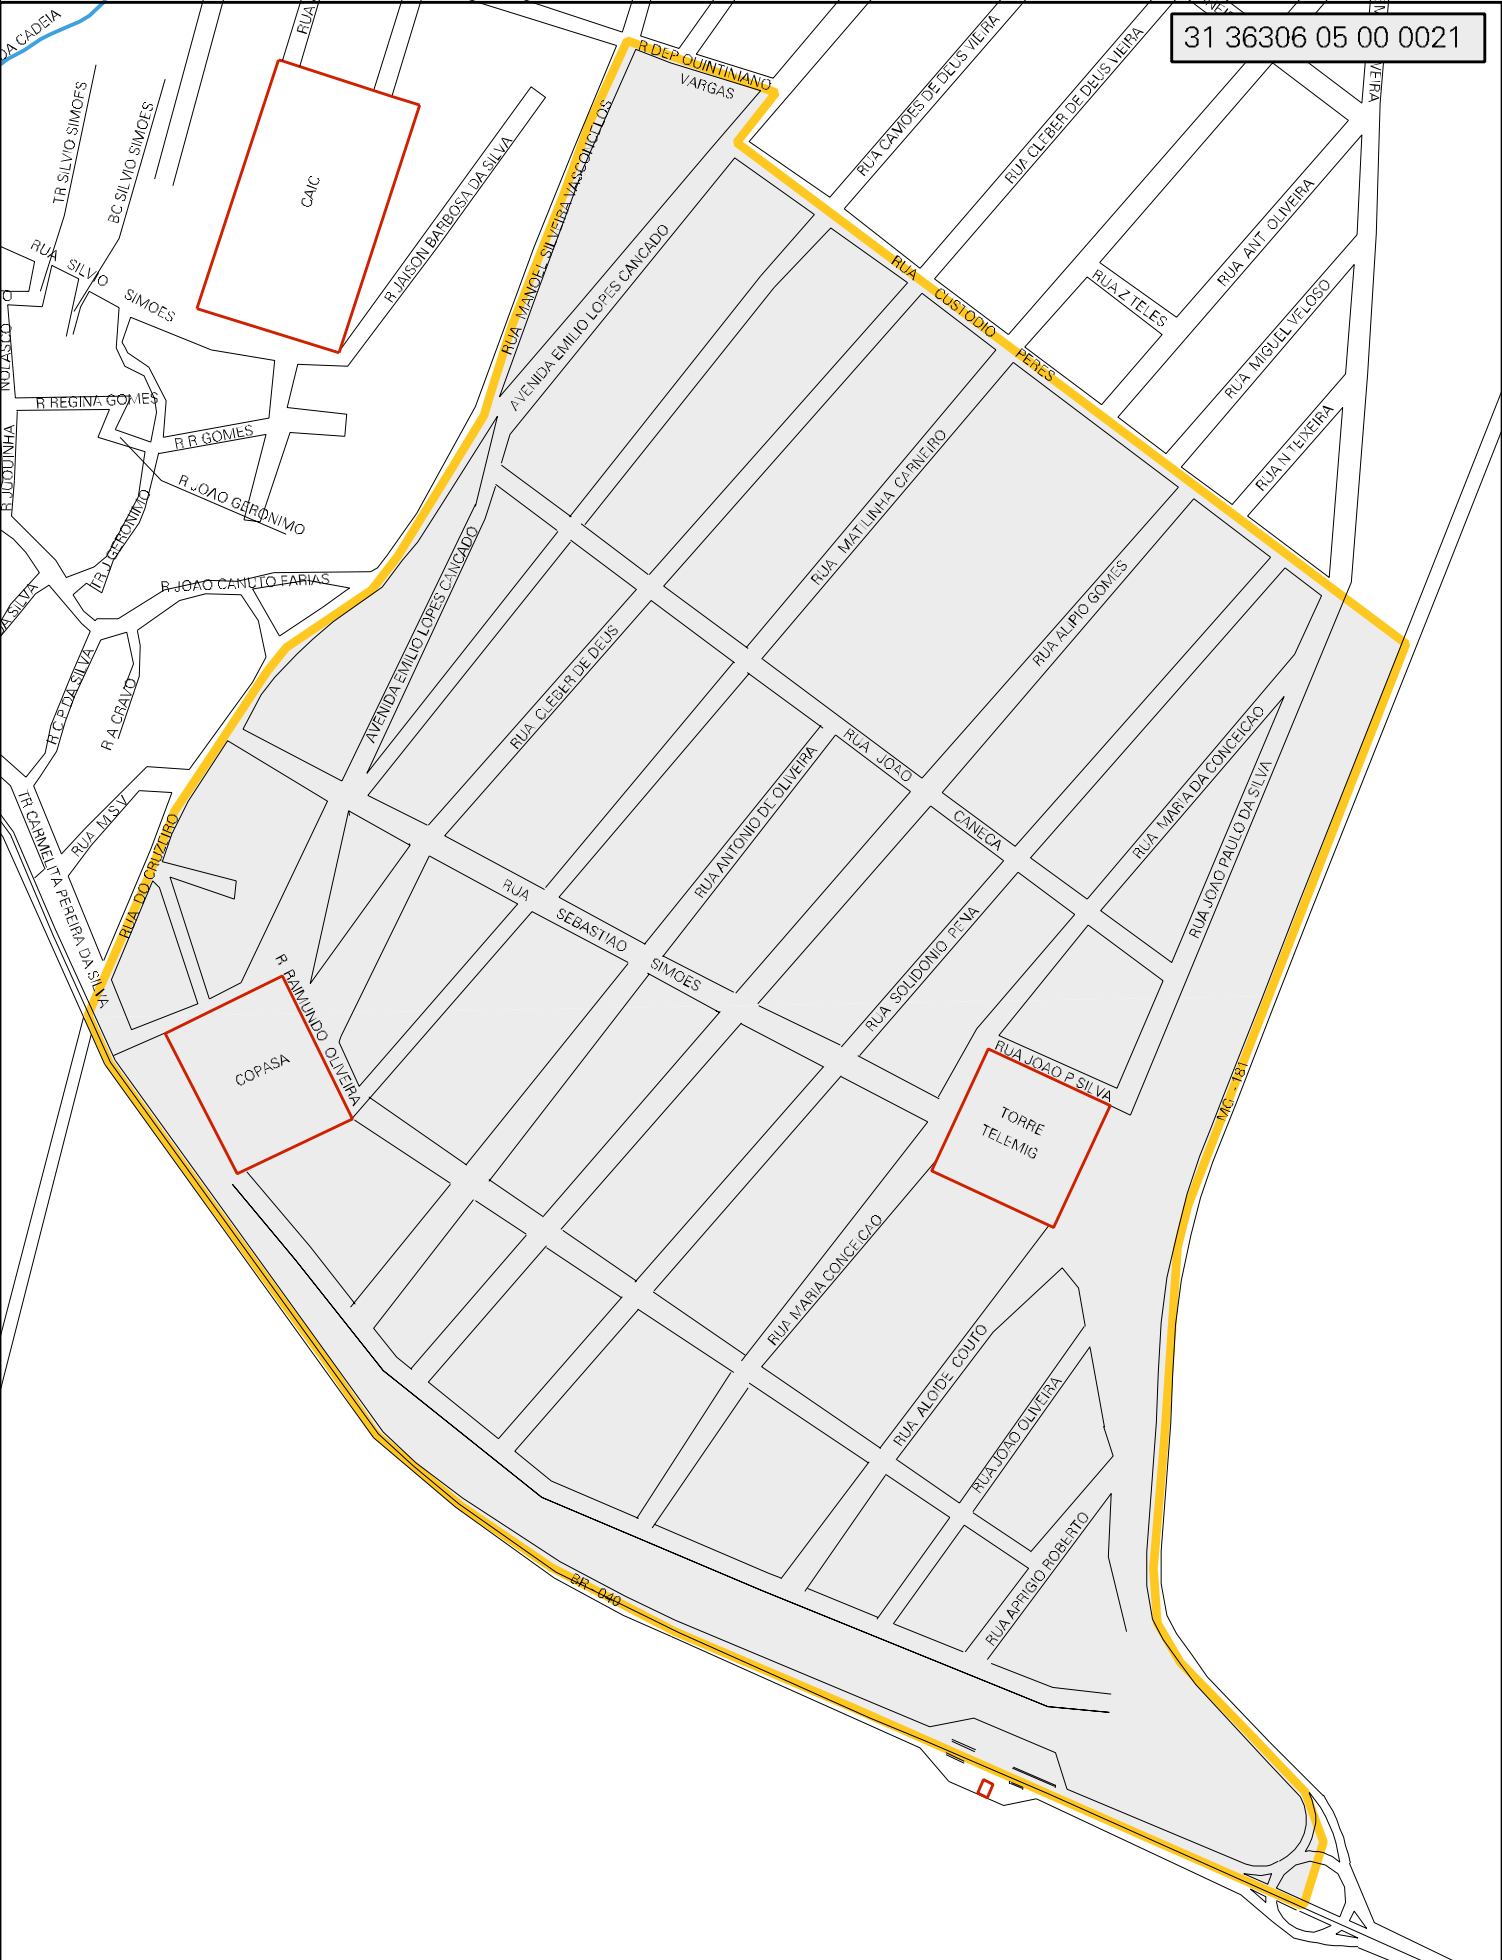 31 36306 05 00 0021
DA CADEIA
RUA
R DEP QUINTINIANO
VARGAS
RUA CAMOES DE DEUS VIEIRA
RUA CLEBER DE DEUS VIEIRA
TR SILVIO SIMOES
BC SILVIO SIMOES
CAIC
R JAISON BARBOSA DA SILVA
RUA MANOEL SILVEIRA VASCONCELOS
AVENIDA EMILIO LOPES CANCADO
RUA SILVIO SIMOES
RUA CUSTODIO PERES
RUA Z TELES
RUA ANT OLIVEIRA
RUA MIGUEL VELOSO
RUA N TEIXEIRA
NOLASCO
R REGINA GOMES
R R GOMES
R JUQUINHA
R JOAO GERONIMO
TR J GERONIMO
R JOAO CANUTO FARIAS
DA SILVA
R C P DA SILVA
R A CRAVO
AVENIDA EMILIO LOPES CANCADO
RUA CLEBER DE DEUS
RUA MATILINHA CARNEIRO
RUA ALIPIO GOMES
RUA JOAO CANECA
RUA MARIA DA CONCEICAO
RUA JOAO PAULO DA SILVA
RUA ANTONIO DE OLIVEIRA
TR CARMELITA PEREIRA DA SILVA
RUA M.S.V.
RUA DO CRUZEIRO
RUA SEBASTIAO SIMOES
RUA SOLIDONIO PENA
R RAIMUNDO OLIVEIRA
COPASA
RUA JOAO P SILVA
TORRE
TELEMIG
MG - 181
RUA MARIA CONCEICAO
RUA ALCIDE COUTO
RUA JOAO OLIVEIRA
RUA APRIGIO ROBERTO
BR - 040